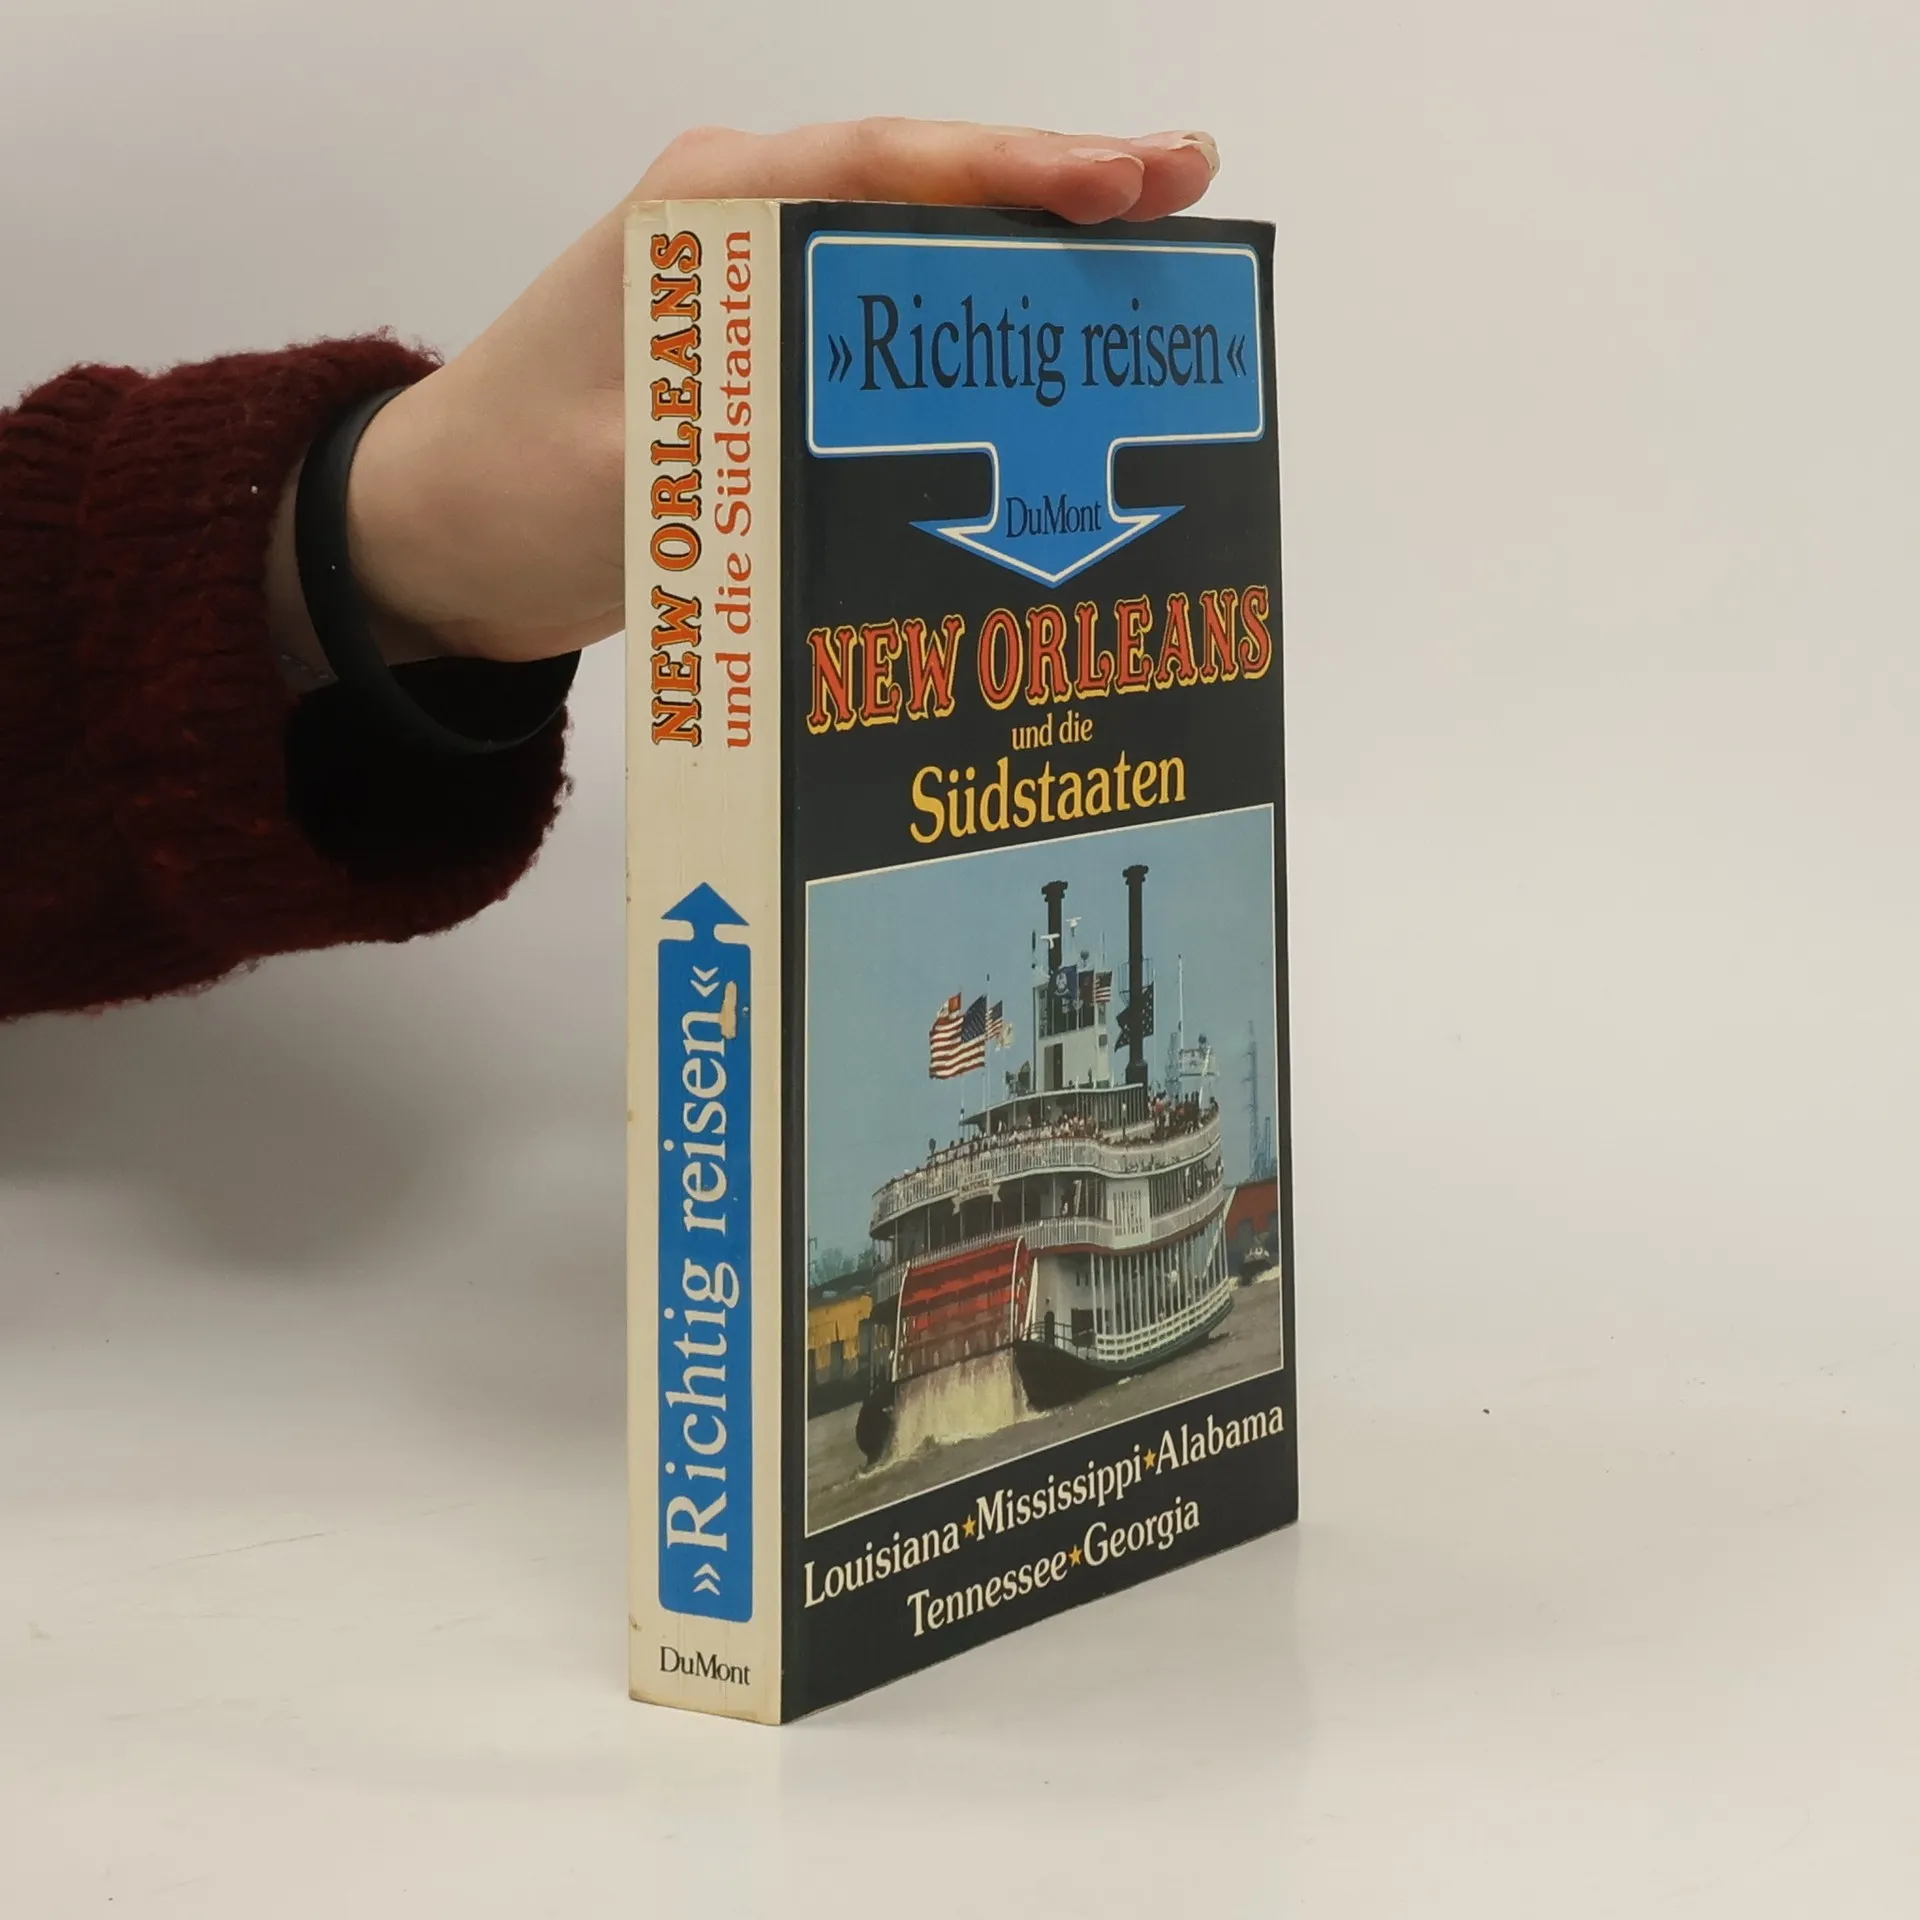 NEW ORLEANS
und die Südstaaten
»Richtig reisen«
DuMont
»Richtig reisen«
DuMont
NEW ORLEANS
und die
Südstaaten
NATCHEZ
Louisiana★Mississippi★Alabama
Tennessee★Georgia